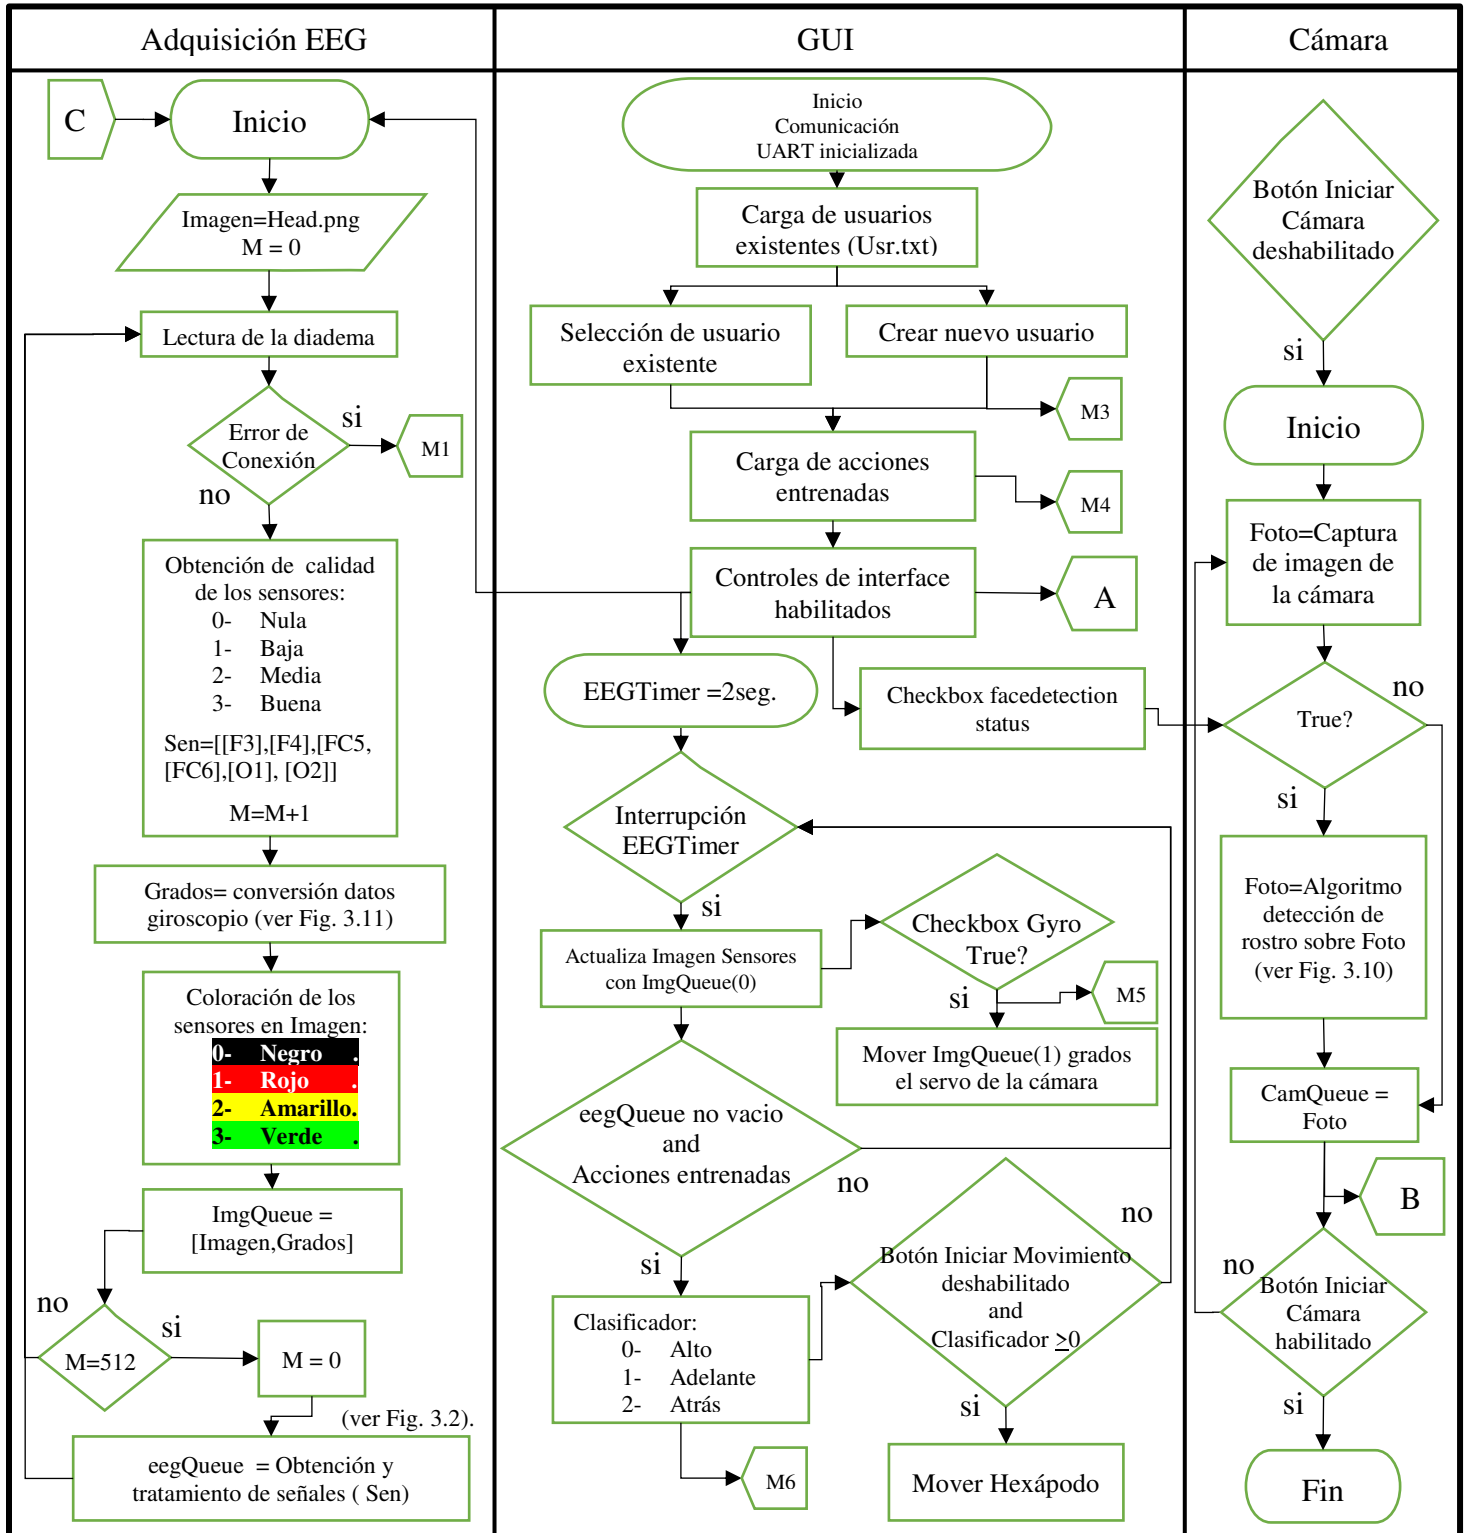 Adquisición EEG
GUI
Cámara
C
Inicio
Imagen=Head.png
M = 0
Lectura de la diadema
Error de
Conexión
si
M1
no
Obtención de calidad
de los sensores:
0- Nula
1- Baja
2- Media
3- Buena
Sen=[[F3],[F4],[FC5,
[FC6],[O1], [O2]]
M=M+1
Grados= conversión datos
giroscopio (ver Fig. 3.11)
Coloración de los
sensores en Imagen:
0- Negro .
1- Rojo .
2- Amarillo.
3- Verde .
ImgQueue =
[Imagen,Grados]
no
M=512
si
M = 0
(ver Fig. 3.2).
eegQueue = Obtención y
tratamiento de señales ( Sen)
Inicio
Comunicación
UART inicializada
Carga de usuarios
existentes (Usr.txt)
Selección de usuario
existente
Crear nuevo usuario
M3
Carga de acciones
entrenadas
M4
Controles de interface
habilitados
A
EEGTimer =2seg.
Checkbox facedetection
status
Interrupción
EEGTimer
si
Actualiza Imagen Sensores
con ImgQueue(0)
Checkbox Gyro
True?
si
M5
Mover ImgQueue(1) grados
el servo de la cámara
eegQueue no vacio
and
Acciones entrenadas
no
si
Clasificador:
0- Alto
1- Adelante
2- Atrás
M6
Botón Iniciar Movimiento
deshabilitado
and
Clasificador ≥0
no
si
Mover Hexápodo
Botón Iniciar
Cámara
deshabilitado
si
Inicio
Foto=Captura
de imagen de
la cámara
True?
no
si
Foto=Algoritmo
detección de
rostro sobre Foto
(ver Fig. 3.10)
CamQueue =
Foto
B
no
Botón Iniciar
Cámara
habilitado
si
Fin